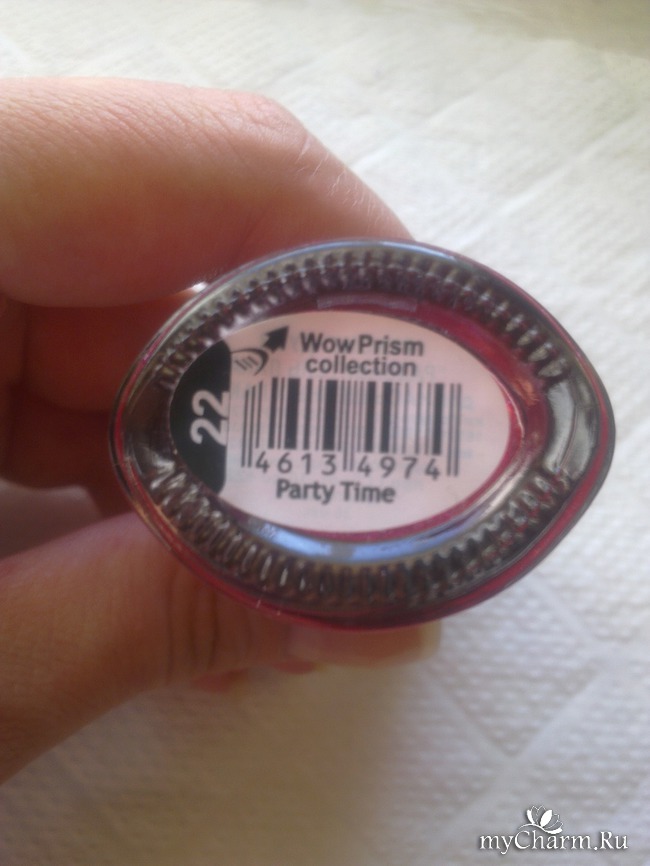 22
Wow Prism
collection
4613 4974
Party Time
myCharm.Ru